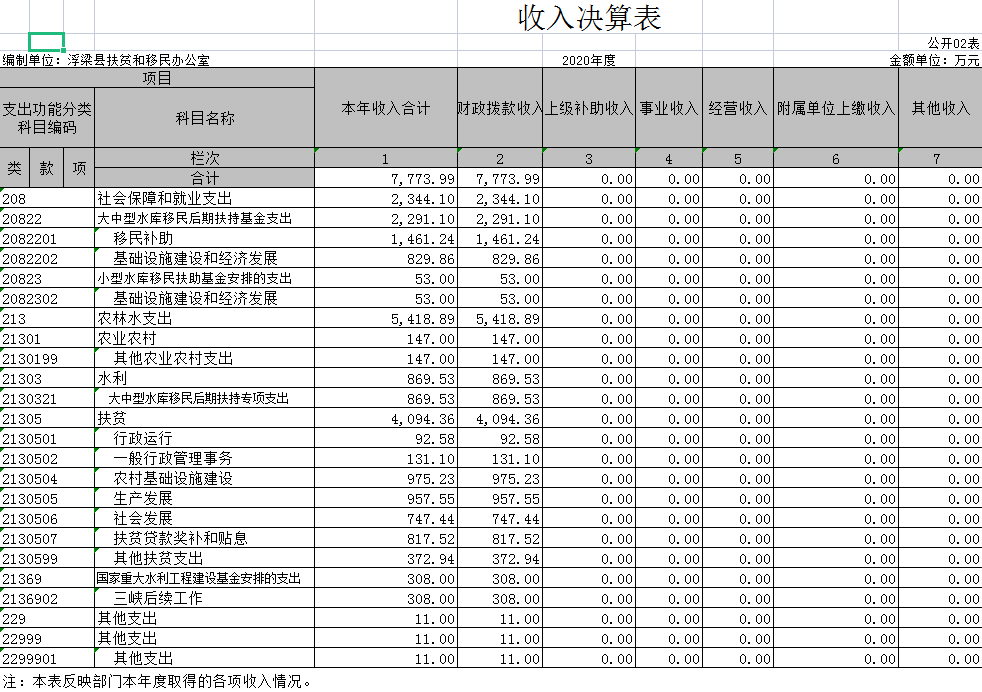 收入决算表
公开02表
编制单位：浮梁县扶贫和移民办公室 2020年度 金额单位：万元
项目 本年收入合计 财政拨款收入 上级补助收入 事业收入 经营收入 附属单位上缴收入 其他收入
支出功能分类科目编码 科目名称
类 款 项 栏次 1 2 3 4 5 6 7
合计 7,773.99 7,773.99 0.00 0.00 0.00 0.00 0.00
208 社会保障和就业支出 2,344.10 2,344.10 0.00 0.00 0.00 0.00 0.00
20822 大中型水库移民后期扶持基金支出 2,291.10 2,291.10 0.00 0.00 0.00 0.00 0.00
2082201 移民补助 1,461.24 1,461.24 0.00 0.00 0.00 0.00 0.00
2082202 基础设施建设和经济发展 829.86 829.86 0.00 0.00 0.00 0.00 0.00
20823 小型水库移民扶助基金安排的支出 53.00 53.00 0.00 0.00 0.00 0.00 0.00
2082302 基础设施建设和经济发展 53.00 53.00 0.00 0.00 0.00 0.00 0.00
213 农林水支出 5,418.89 5,418.89 0.00 0.00 0.00 0.00 0.00
21301 农业农村 147.00 147.00 0.00 0.00 0.00 0.00 0.00
2130199 其他农业农村支出 147.00 147.00 0.00 0.00 0.00 0.00 0.00
21303 水利 869.53 869.53 0.00 0.00 0.00 0.00 0.00
2130321 大中型水库移民后期扶持专项支出 869.53 869.53 0.00 0.00 0.00 0.00 0.00
21305 扶贫 4,094.36 4,094.36 0.00 0.00 0.00 0.00 0.00
2130501 行政运行 92.58 92.58 0.00 0.00 0.00 0.00 0.00
2130502 一般行政管理事务 131.10 131.10 0.00 0.00 0.00 0.00 0.00
2130504 农村基础设施建设 975.23 975.23 0.00 0.00 0.00 0.00 0.00
2130505 生产发展 957.55 957.55 0.00 0.00 0.00 0.00 0.00
2130506 社会发展 747.44 747.44 0.00 0.00 0.00 0.00 0.00
2130507 扶贫贷款奖补和贴息 817.52 817.52 0.00 0.00 0.00 0.00 0.00
2130599 其他扶贫支出 372.94 372.94 0.00 0.00 0.00 0.00 0.00
21369 国家重大水利工程建设基金安排的支出 308.00 308.00 0.00 0.00 0.00 0.00 0.00
2136902 三峡后续工作 308.00 308.00 0.00 0.00 0.00 0.00 0.00
229 其他支出 11.00 11.00 0.00 0.00 0.00 0.00 0.00
22999 其他支出 11.00 11.00 0.00 0.00 0.00 0.00 0.00
2299901 其他支出 11.00 11.00 0.00 0.00 0.00 0.00 0.00
注：本表反映部门本年度取得的各项收入情况。